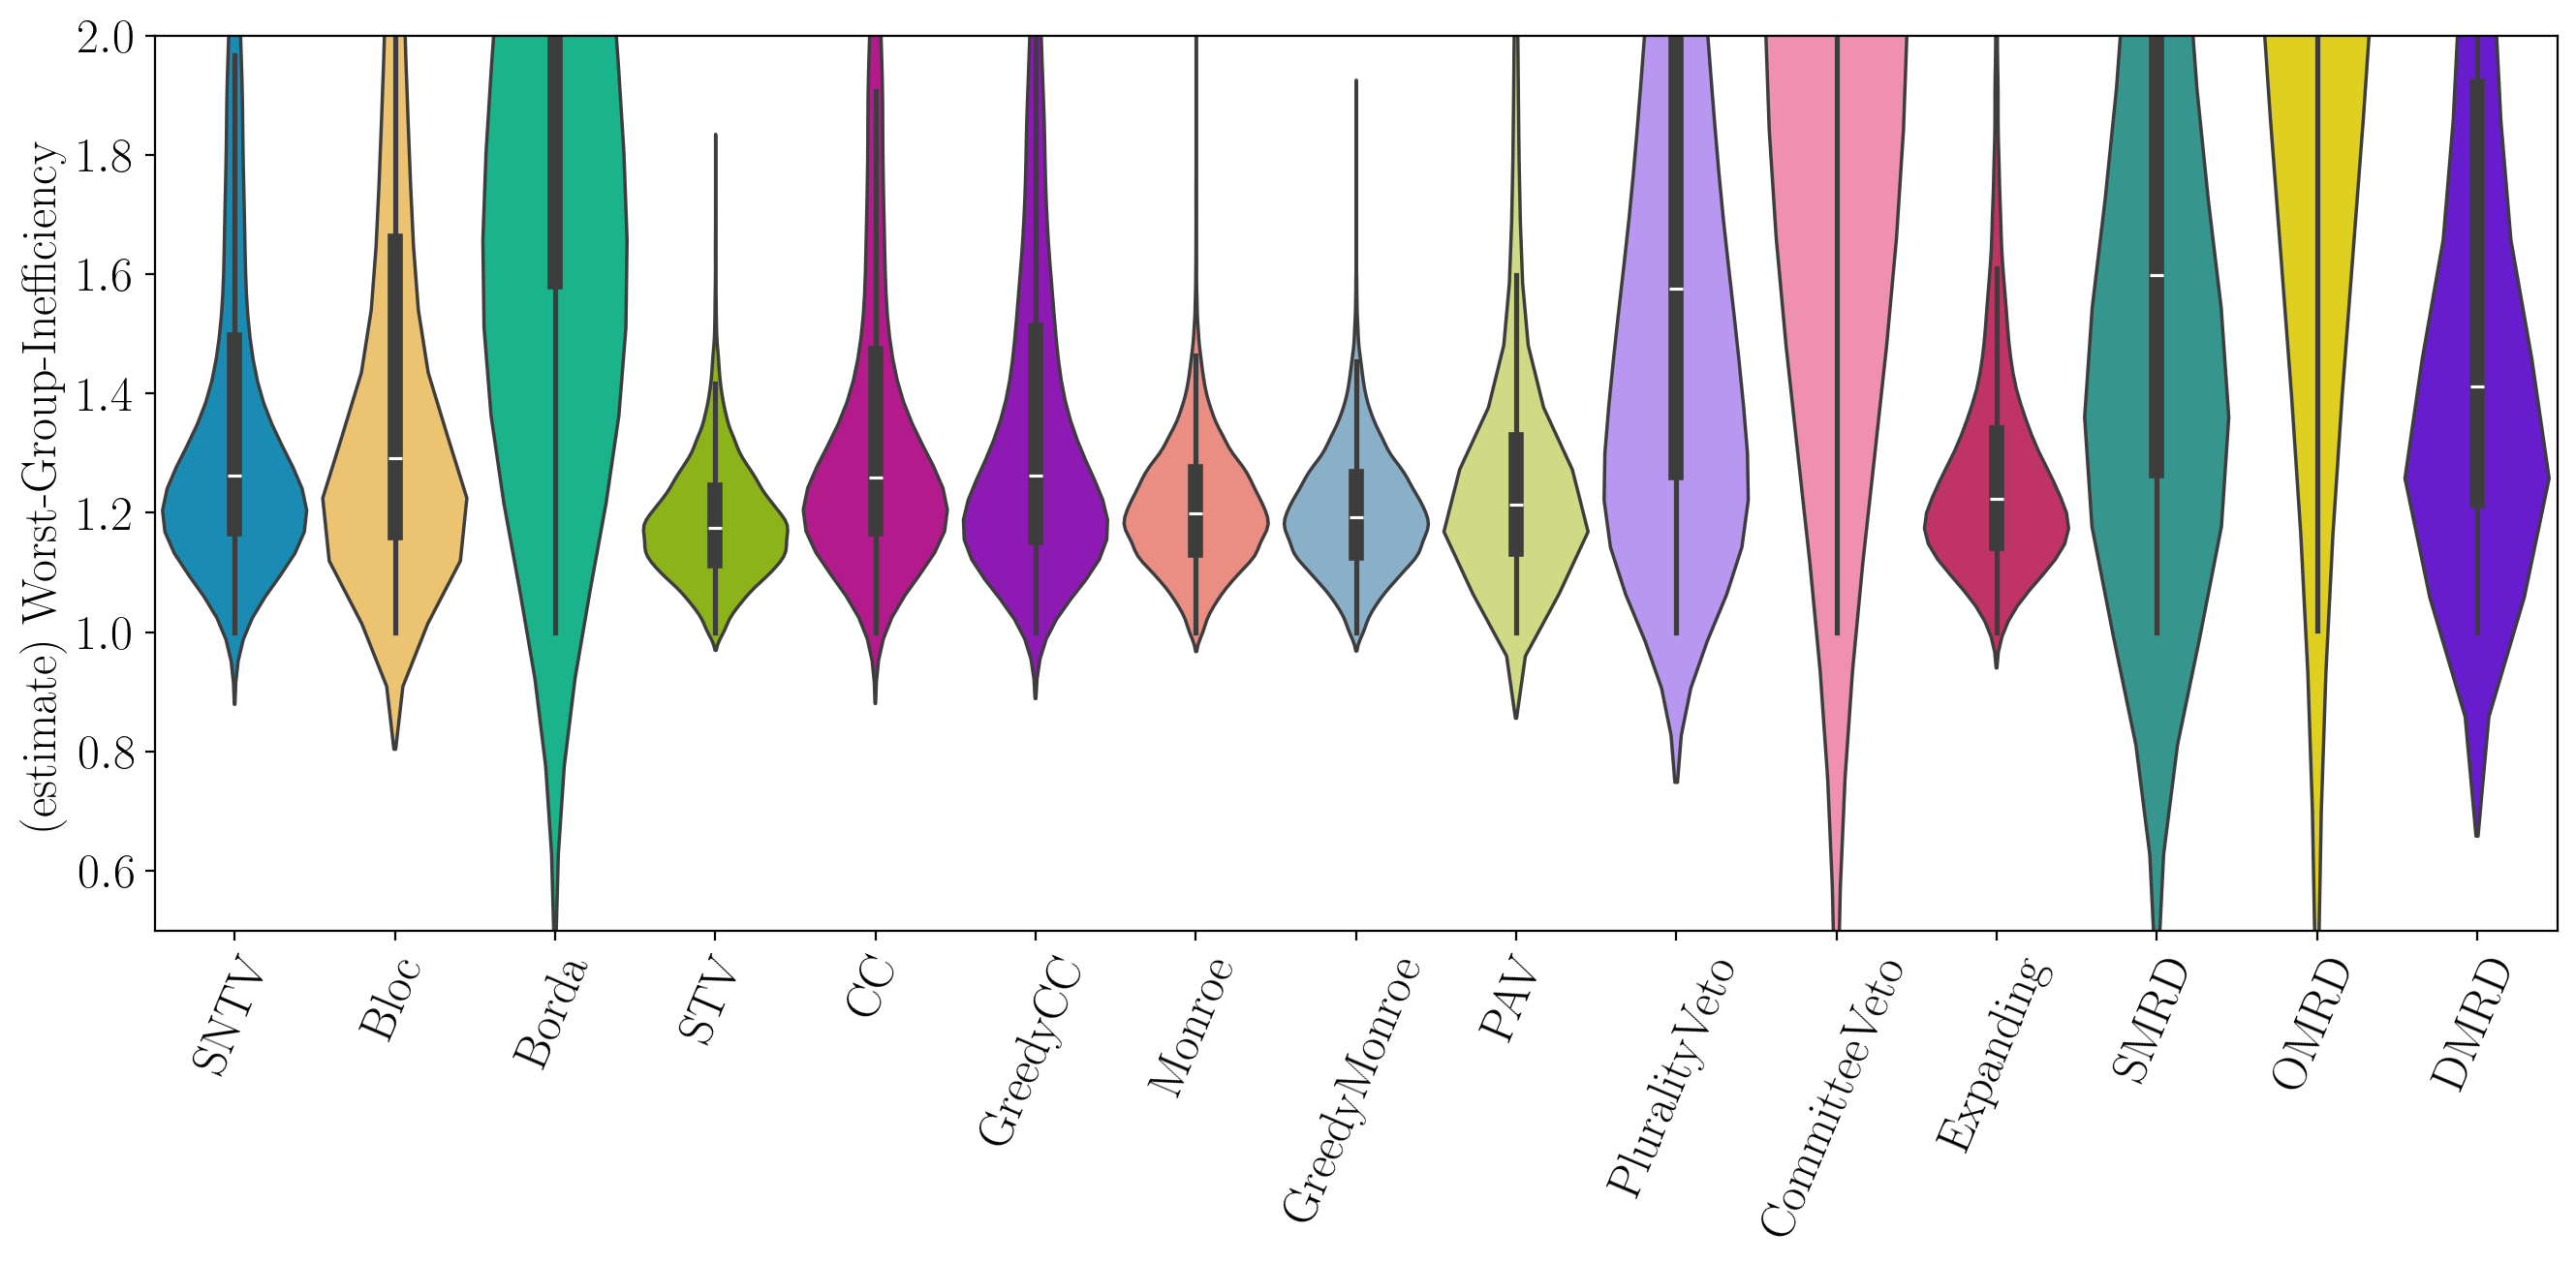 (estimate) Worst-Group-Inefficiency
2.0
1.8
1.6
1.4
1.2
1.0
0.8
0.6
SNTV
Bloc
Borda
STV
CC
GreedyCC
Monroe
GreedyMonroe
PAV
PluralityVeto
CommitteeVeto
Expanding
SMRD
OMRD
DMRD